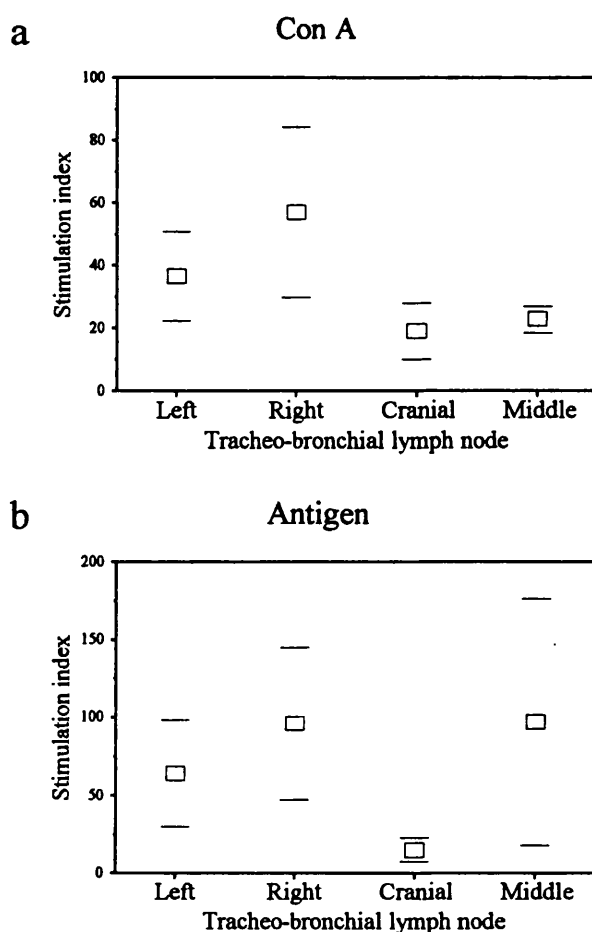 a
Con A
100
80
60
40
20
0
Stimulation index
Left Right Cranial Middle
Tracheo-bronchial lymph node
b
Antigen
200
150
100
50
0
Stimulation index
Left Right Cranial Middle
Tracheo-bronchial lymph node